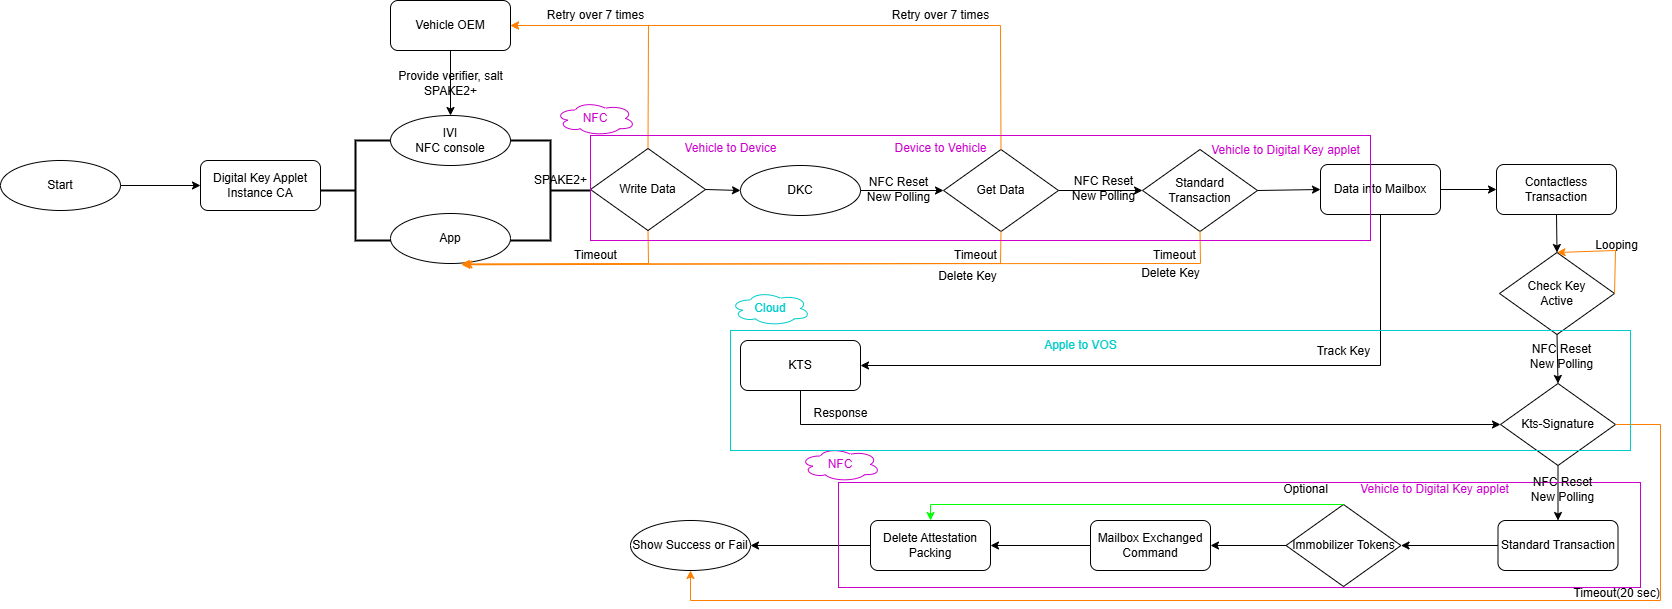 Vehicle OEM
Retry over 7 times
Retry over 7 times
Provide verifier, salt
SPAKE2+
NFC
IVI
NFC console
Vehicle to Device
Device to Vehicle
Vehicle to Digital Key applet
Start
Digital Key Applet
Instance CA
SPAKE2+
Write Data
DKC
NFC Reset
New Polling
Get Data
NFC Reset
New Polling
Standard
Transaction
Data into Mailbox
Contactless
Transaction
App
Timeout
Timeout
Delete Key
Timeout
Delete Key
Looping
Check Key
Active
Cloud
Apple to VOS
KTS
Track Key
NFC Reset
New Polling
Response
Kts-Signature
NFC
NFC Reset
New Polling
Optional
Vehicle to Digital Key applet
Show Success or Fail
Delete Attestation
Packing
Mailbox Exchanged
Command
Immobilizer Tokens
Standard Transaction
Timeout(20 sec)